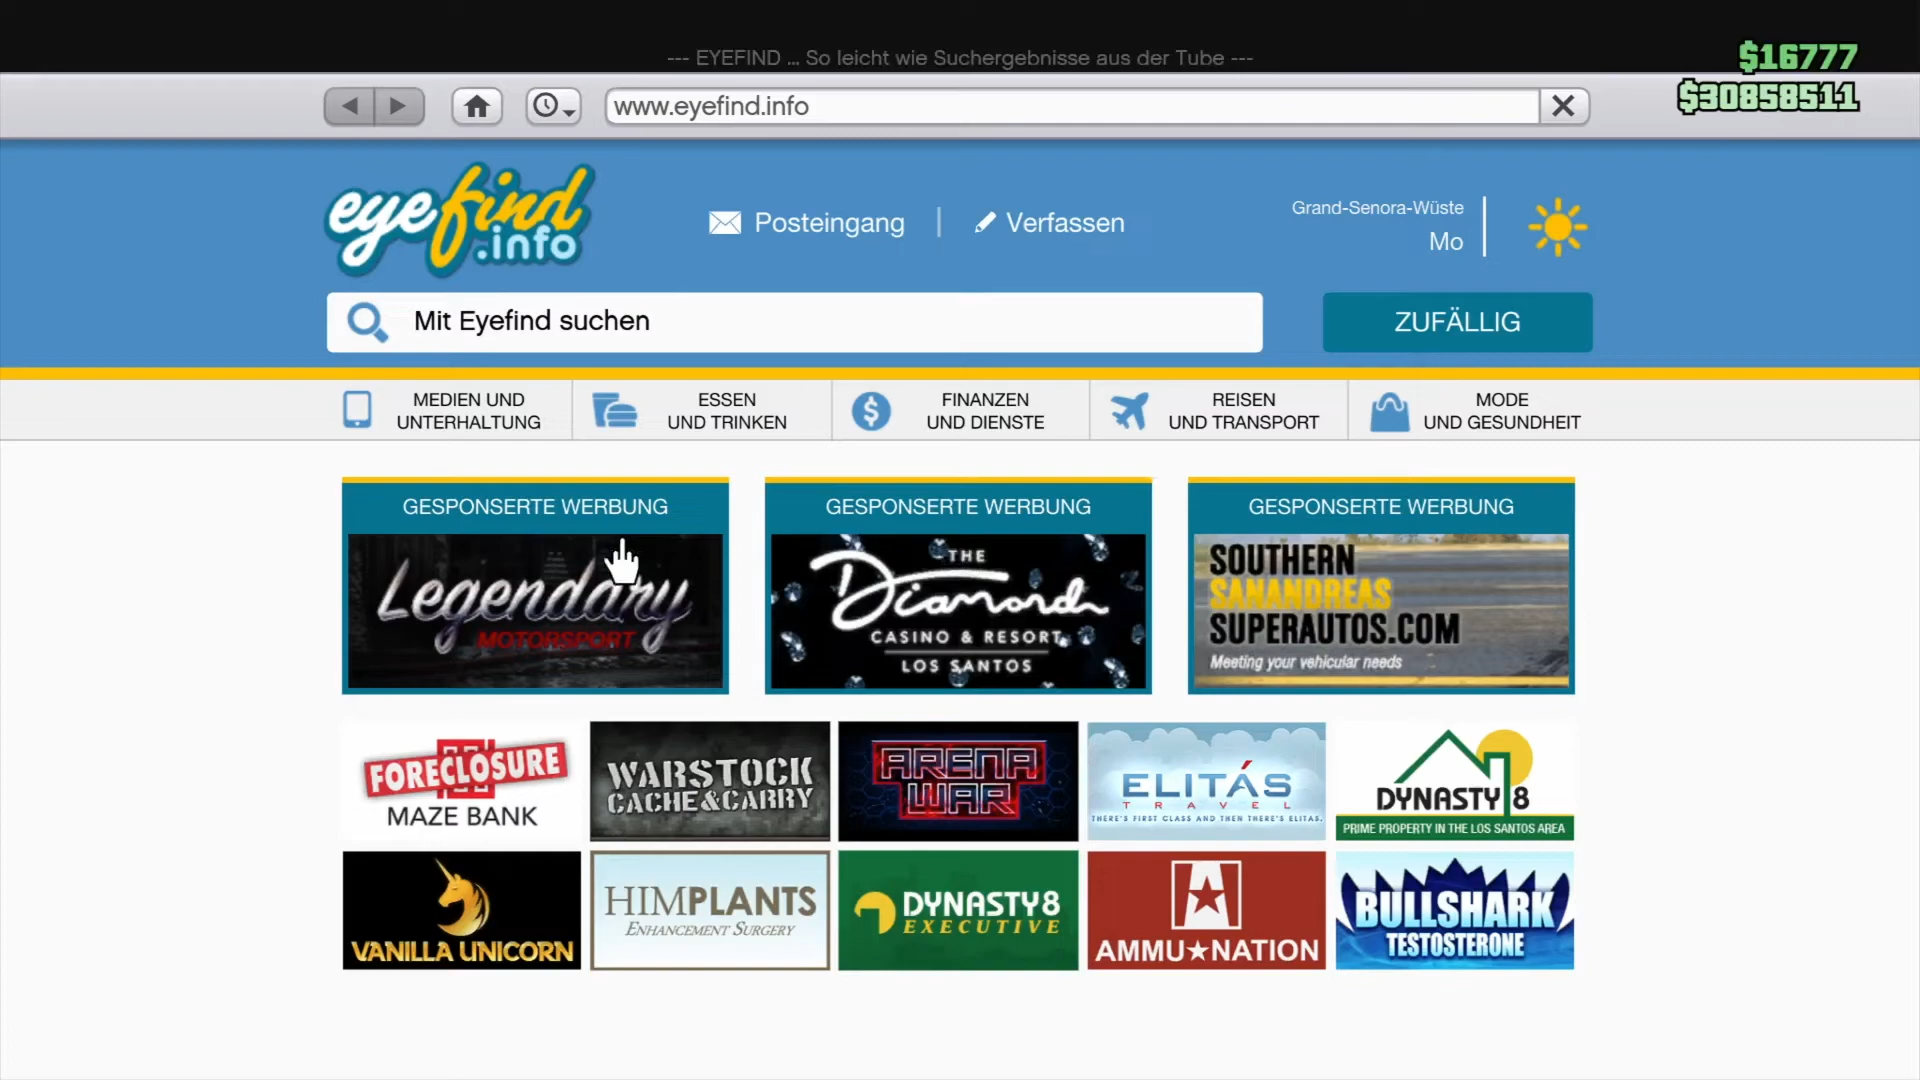 --- EYEFIND ... So leicht wie Suchergebnisse aus der Tube ---
$16777
$30858511
www.eyefind.info
eyefind
.info
Posteingang
Verfassen
Grand-Senora-Wüste
Mo
Mit Eyefind suchen
ZUFÄLLIG
MEDIEN UND
UNTERHALTUNG
ESSEN
UND TRINKEN
FINANZEN
UND DIENSTE
REISEN
UND TRANSPORT
MODE
UND GESUNDHEIT
GESPONSERTE WERBUNG
Legendary
MOTORSPORT
GESPONSERTE WERBUNG
THE
Diamond
CASINO & RESORT
LOS SANTOS
GESPONSERTE WERBUNG
SOUTHERN
SANANDREAS
SUPERAUTOS.COM
Meeting your vehicular needs
FORECLOSURE
MAZE BANK
WARSTOCK
CACHE&CARRY
ARENA
WAR
ELITÁS
TRAVEL
THERE'S FIRST CLASS AND THEN THERE'S ELITAS.
DYNASTY 8
PRIME PROPERTY IN THE LOS SANTOS AREA
VANILLA UNICORN
HIMPLANTS
ENHANCEMENT SURGERY
DYNASTY8
EXECUTIVE
AMMU★NATION
BULLSHARK
TESTOSTERONE